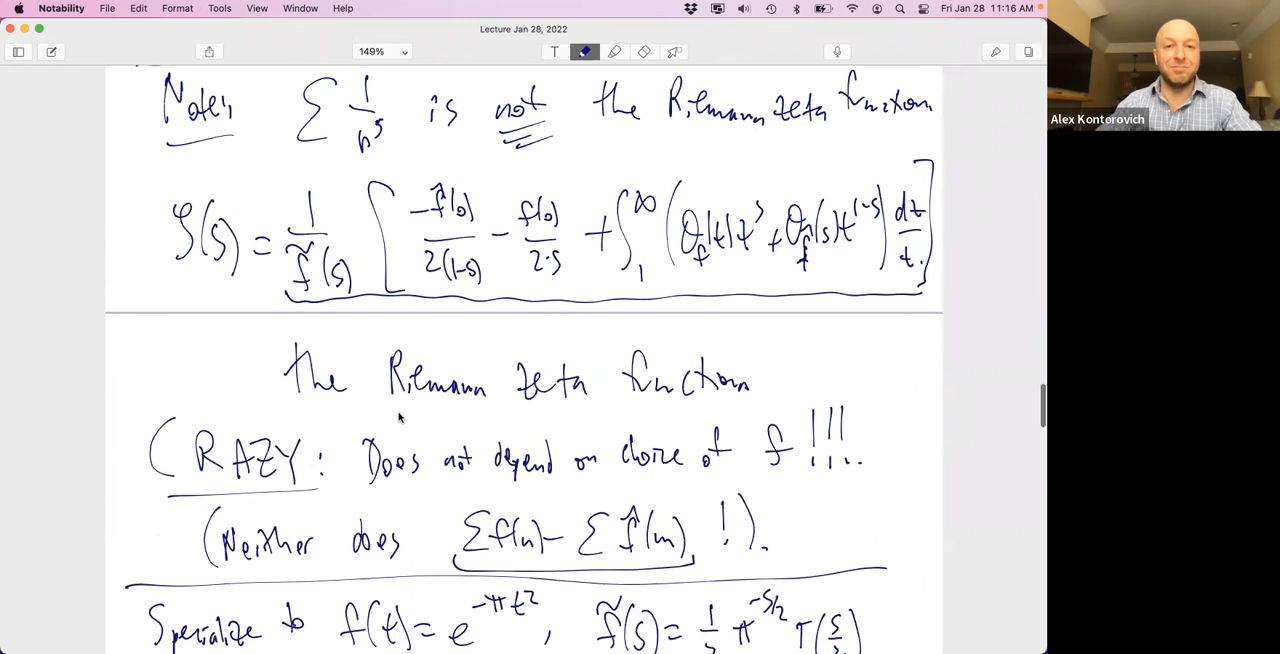 Notability File Edit Format Tools View Window Help Fri Jan 28 11:16 AM
Lecture Jan 28, 2022
149% T
Alex Kontorovich
Note: ∑ 1/n^s is not the Riemann zeta function
ζ(s) = 1/f̃(s) [ -f̂(0)/2(1-s) - f(0)/2·s + ∫_1^∞ (θ_f(t)t^s + θ_f̂(s)t^(1-s)) dt/t. ]
the Riemann zeta function
CRAZY: Does not depend on choice of f!!!
(Neither does ∑f(n) - ∑f̂(m) !).
Specialize to f(t) = e^(-πt^2), f̃(s) = 1/2 π^(-s/2) Γ(s/2)